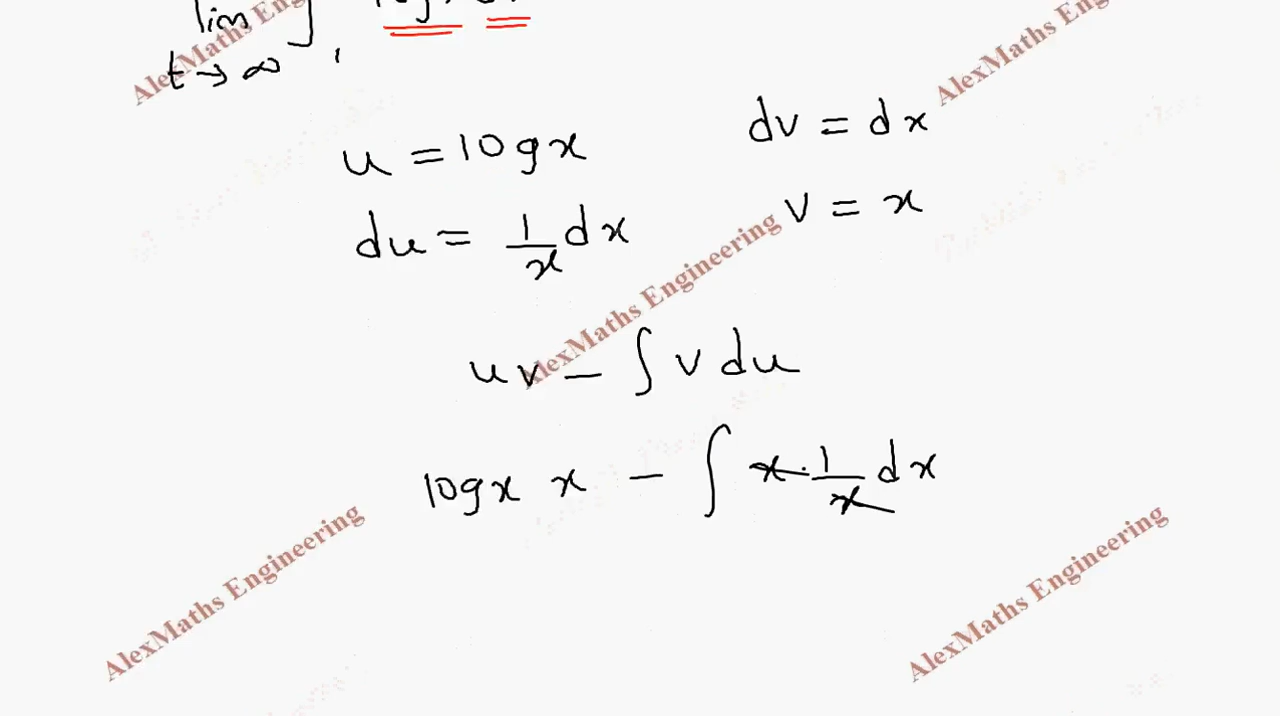 lim ∫
t → ∞ 1
u = log x dv = dx
du = 1/x dx v = x
uv – ∫ v du
log x x – ∫ x · 1/x dx
AlexMaths Engineering
AlexMaths Engineering
AlexMaths Engineering
AlexMaths Engineering
AlexMaths Engineering